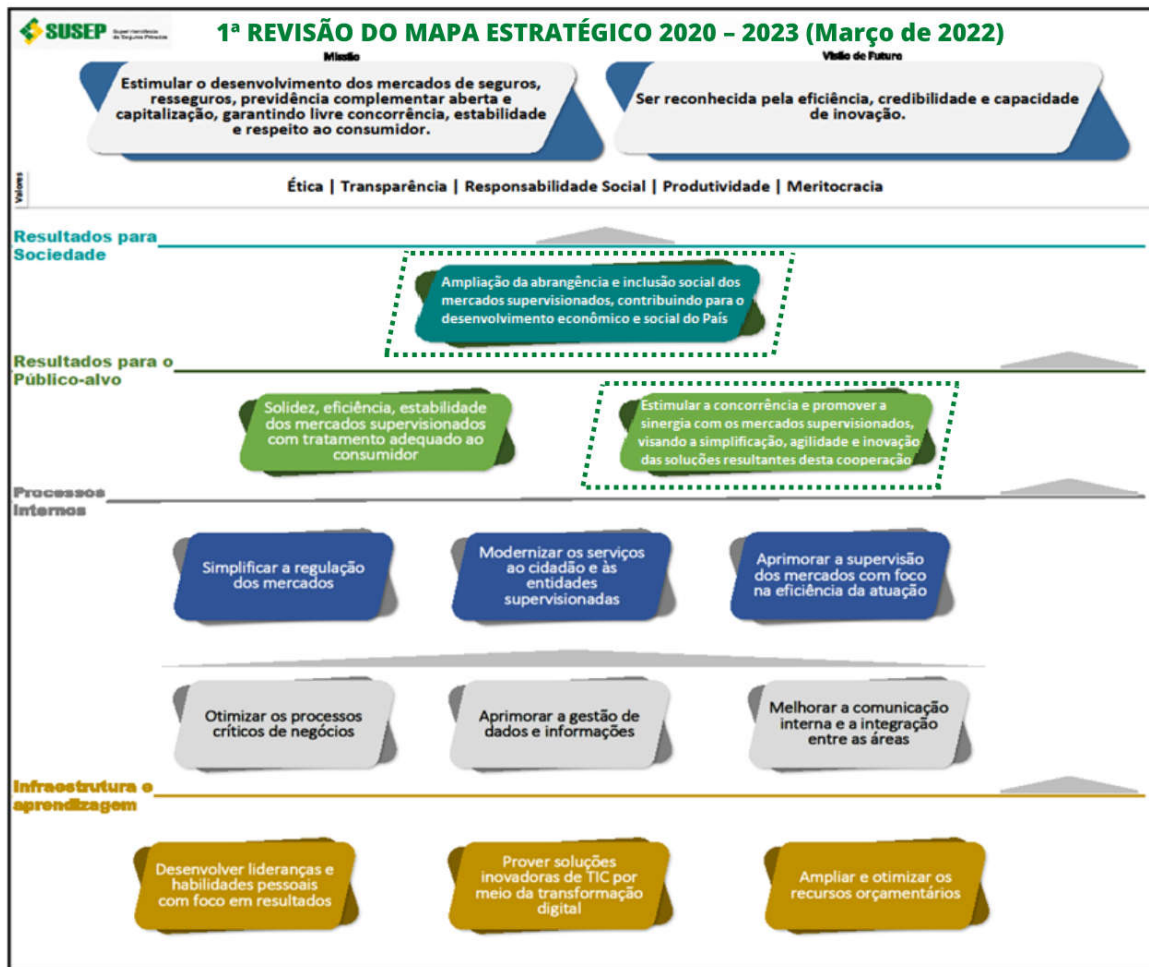 SUSEP Superintendência de Seguros Privados
1ª REVISÃO DO MAPA ESTRATÉGICO 2020 – 2023 (Março de 2022)
Missão
Estimular o desenvolvimento dos mercados de seguros,
resseguros, previdência complementar aberta e
capitalização, garantindo livre concorrência, estabilidade
e respeito ao consumidor.
Visão de Futuro
Ser reconhecida pela eficiência, credibilidade e capacidade
de inovação.
Valores
Ética | Transparência | Responsabilidade Social | Produtividade | Meritocracia
Resultados para
Sociedade
Ampliação da abrangência e inclusão social dos
mercados supervisionados, contribuindo para o
desenvolvimento econômico e social do País
Resultados para o
Público-alvo
Solidez, eficiência, estabilidade
dos mercados supervisionados
com tratamento adequado ao
consumidor
Estimular a concorrência e promover a
sinergia com os mercados supervisionados,
visando a simplificação, agilidade e inovação
das soluções resultantes desta cooperação
Processos
Internos
Simplificar a regulação
dos mercados
Modernizar os serviços
ao cidadão e às
entidades
supervisionadas
Aprimorar a supervisão
dos mercados com foco
na eficiência da atuação
Otimizar os processos
críticos de negócios
Aprimorar a gestão de
dados e informações
Melhorar a comunicação
interna e a integração
entre as áreas
Infraestrutura e
aprendizagem
Desenvolver lideranças e
habilidades pessoais
com foco em resultados
Prover soluções
inovadoras de TIC por
meio da transformação
digital
Ampliar e otimizar os
recursos orçamentários